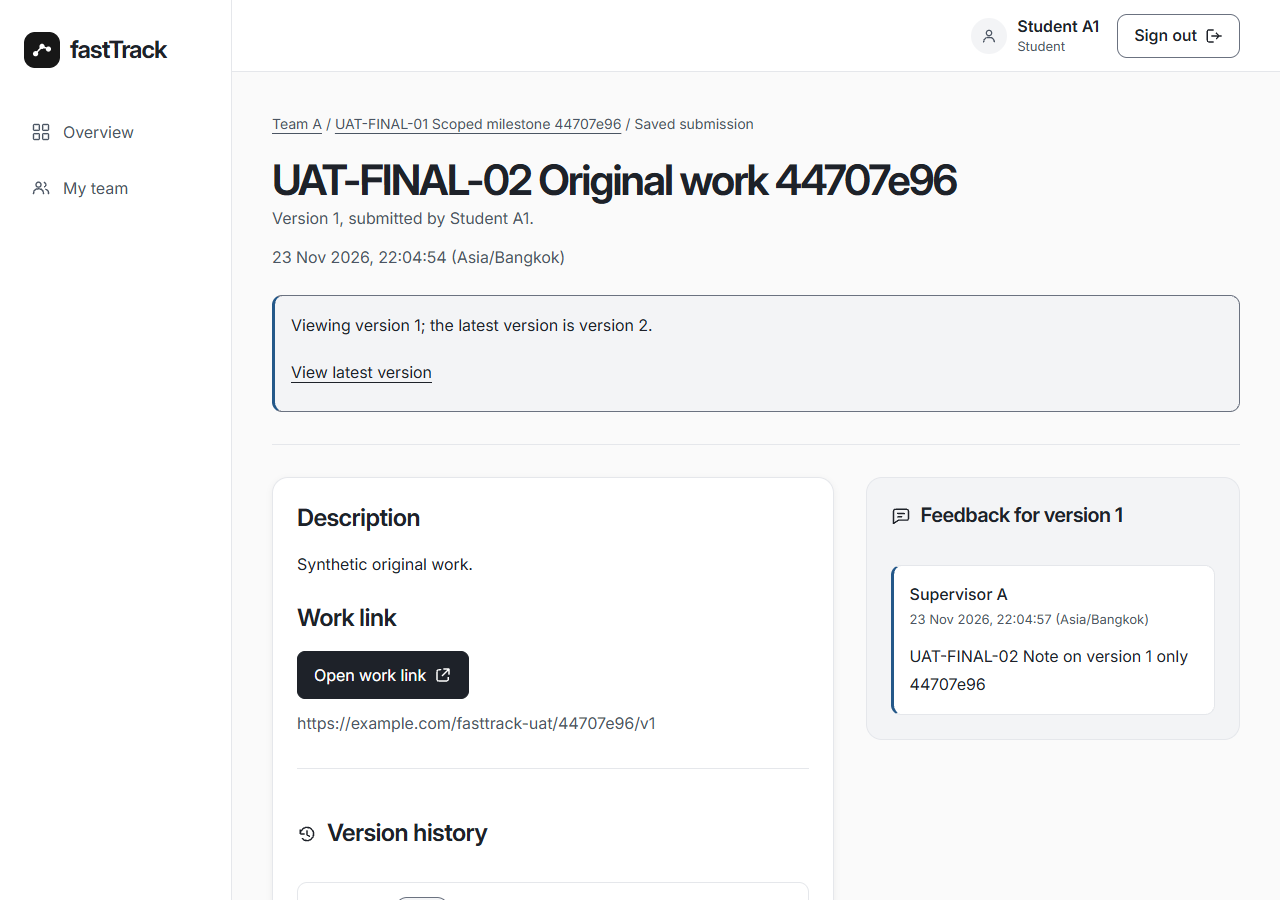 fastTrack
Student A1
Student
Sign out
Overview
My team
Team A / UAT-FINAL-01 Scoped milestone 44707e96 / Saved submission
UAT-FINAL-02 Original work 44707e96
Version 1, submitted by Student A1.
23 Nov 2026, 22:04:54 (Asia/Bangkok)
Viewing version 1; the latest version is version 2.
View latest version
Description
Synthetic original work.
Work link
Open work link
https://example.com/fasttrack-uat/44707e96/v1
Version history
Feedback for version 1
Supervisor A
23 Nov 2026, 22:04:57 (Asia/Bangkok)
UAT-FINAL-02 Note on version 1 only
44707e96